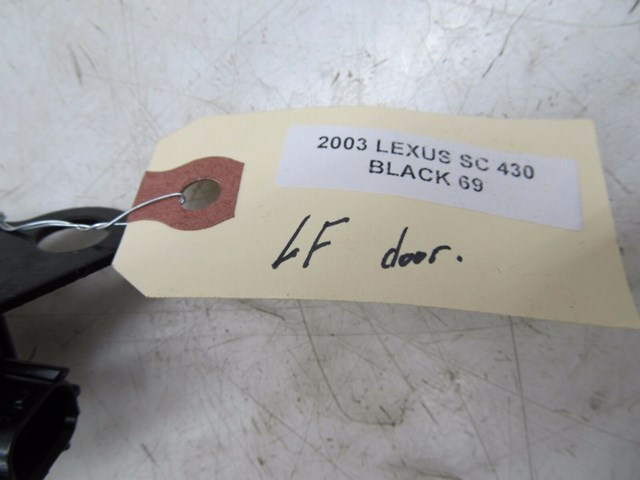 2003 LEXUS SC 430
BLACK 69
LF door.